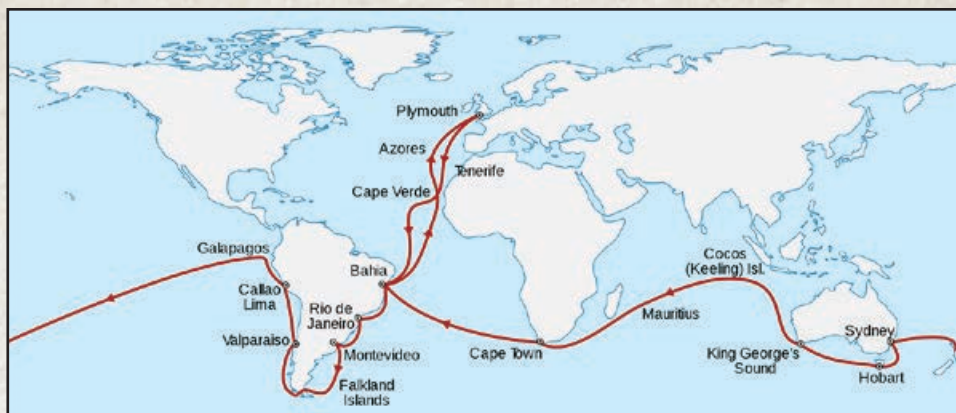 Plymouth
Azores
Tenerife
Cape Verde
Galapagos
Bahia
Cocos
(Keeling) Isl.
Callao
Lima
Rio de
Janeiro
Mauritius
Sydney
Valparaiso
Montevideo
Cape Town
King George's
Sound
Hobart
Falkland
Islands